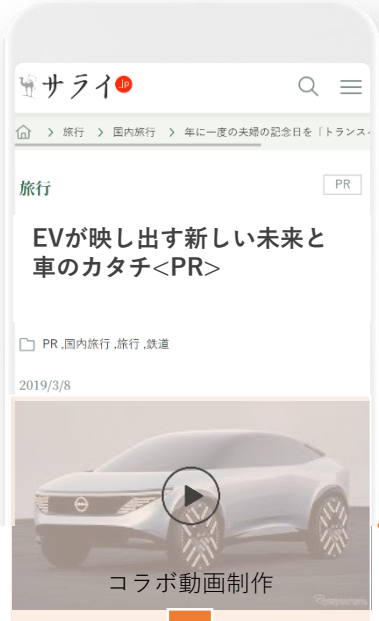 サライ.jp
旅行 > 国内旅行 > 年に一度の夫婦の記念日を「トランス
旅行
PR
EVが映し出す新しい未来と
車のカタチ<PR>
PR ,国内旅行 ,旅行 ,鉄道
2019/3/8
コラボ動画制作